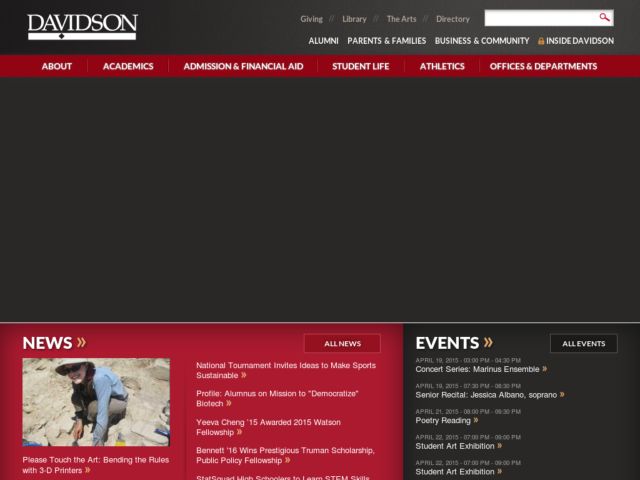 DAVIDSON
Giving // Library // The Arts // Directory
ALUMNI PARENTS & FAMILIES BUSINESS & COMMUNITY INSIDE DAVIDSON
ABOUT ACADEMICS ADMISSION & FINANCIAL AID STUDENT LIFE ATHLETICS OFFICES & DEPARTMENTS
NEWS »
ALL NEWS
Please Touch the Art: Bending the Rules
with 3-D Printers »
National Tournament Invites Ideas to Make Sports
Sustainable »
Profile: Alumnus on Mission to "Democratize"
Biotech »
Yeeva Cheng '15 Awarded 2015 Watson
Fellowship »
Bennett '16 Wins Prestigious Truman Scholarship,
Public Policy Fellowship »
StatSquad High Schoolers to Learn STEM Skills
EVENTS »
ALL EVENTS
APRIL 19, 2015 - 03:00 PM - 04:30 PM
Concert Series: Marinus Ensemble »
APRIL 19, 2015 - 07:30 PM - 08:30 PM
Senior Recital: Jessica Albano, soprano »
APRIL 21, 2015 - 08:00 PM - 09:30 PM
Poetry Reading »
APRIL 22, 2015 - 07:00 PM - 09:00 PM
Student Art Exhibition »
APRIL 22, 2015 - 07:00 PM - 09:00 PM
Student Art Exhibition »